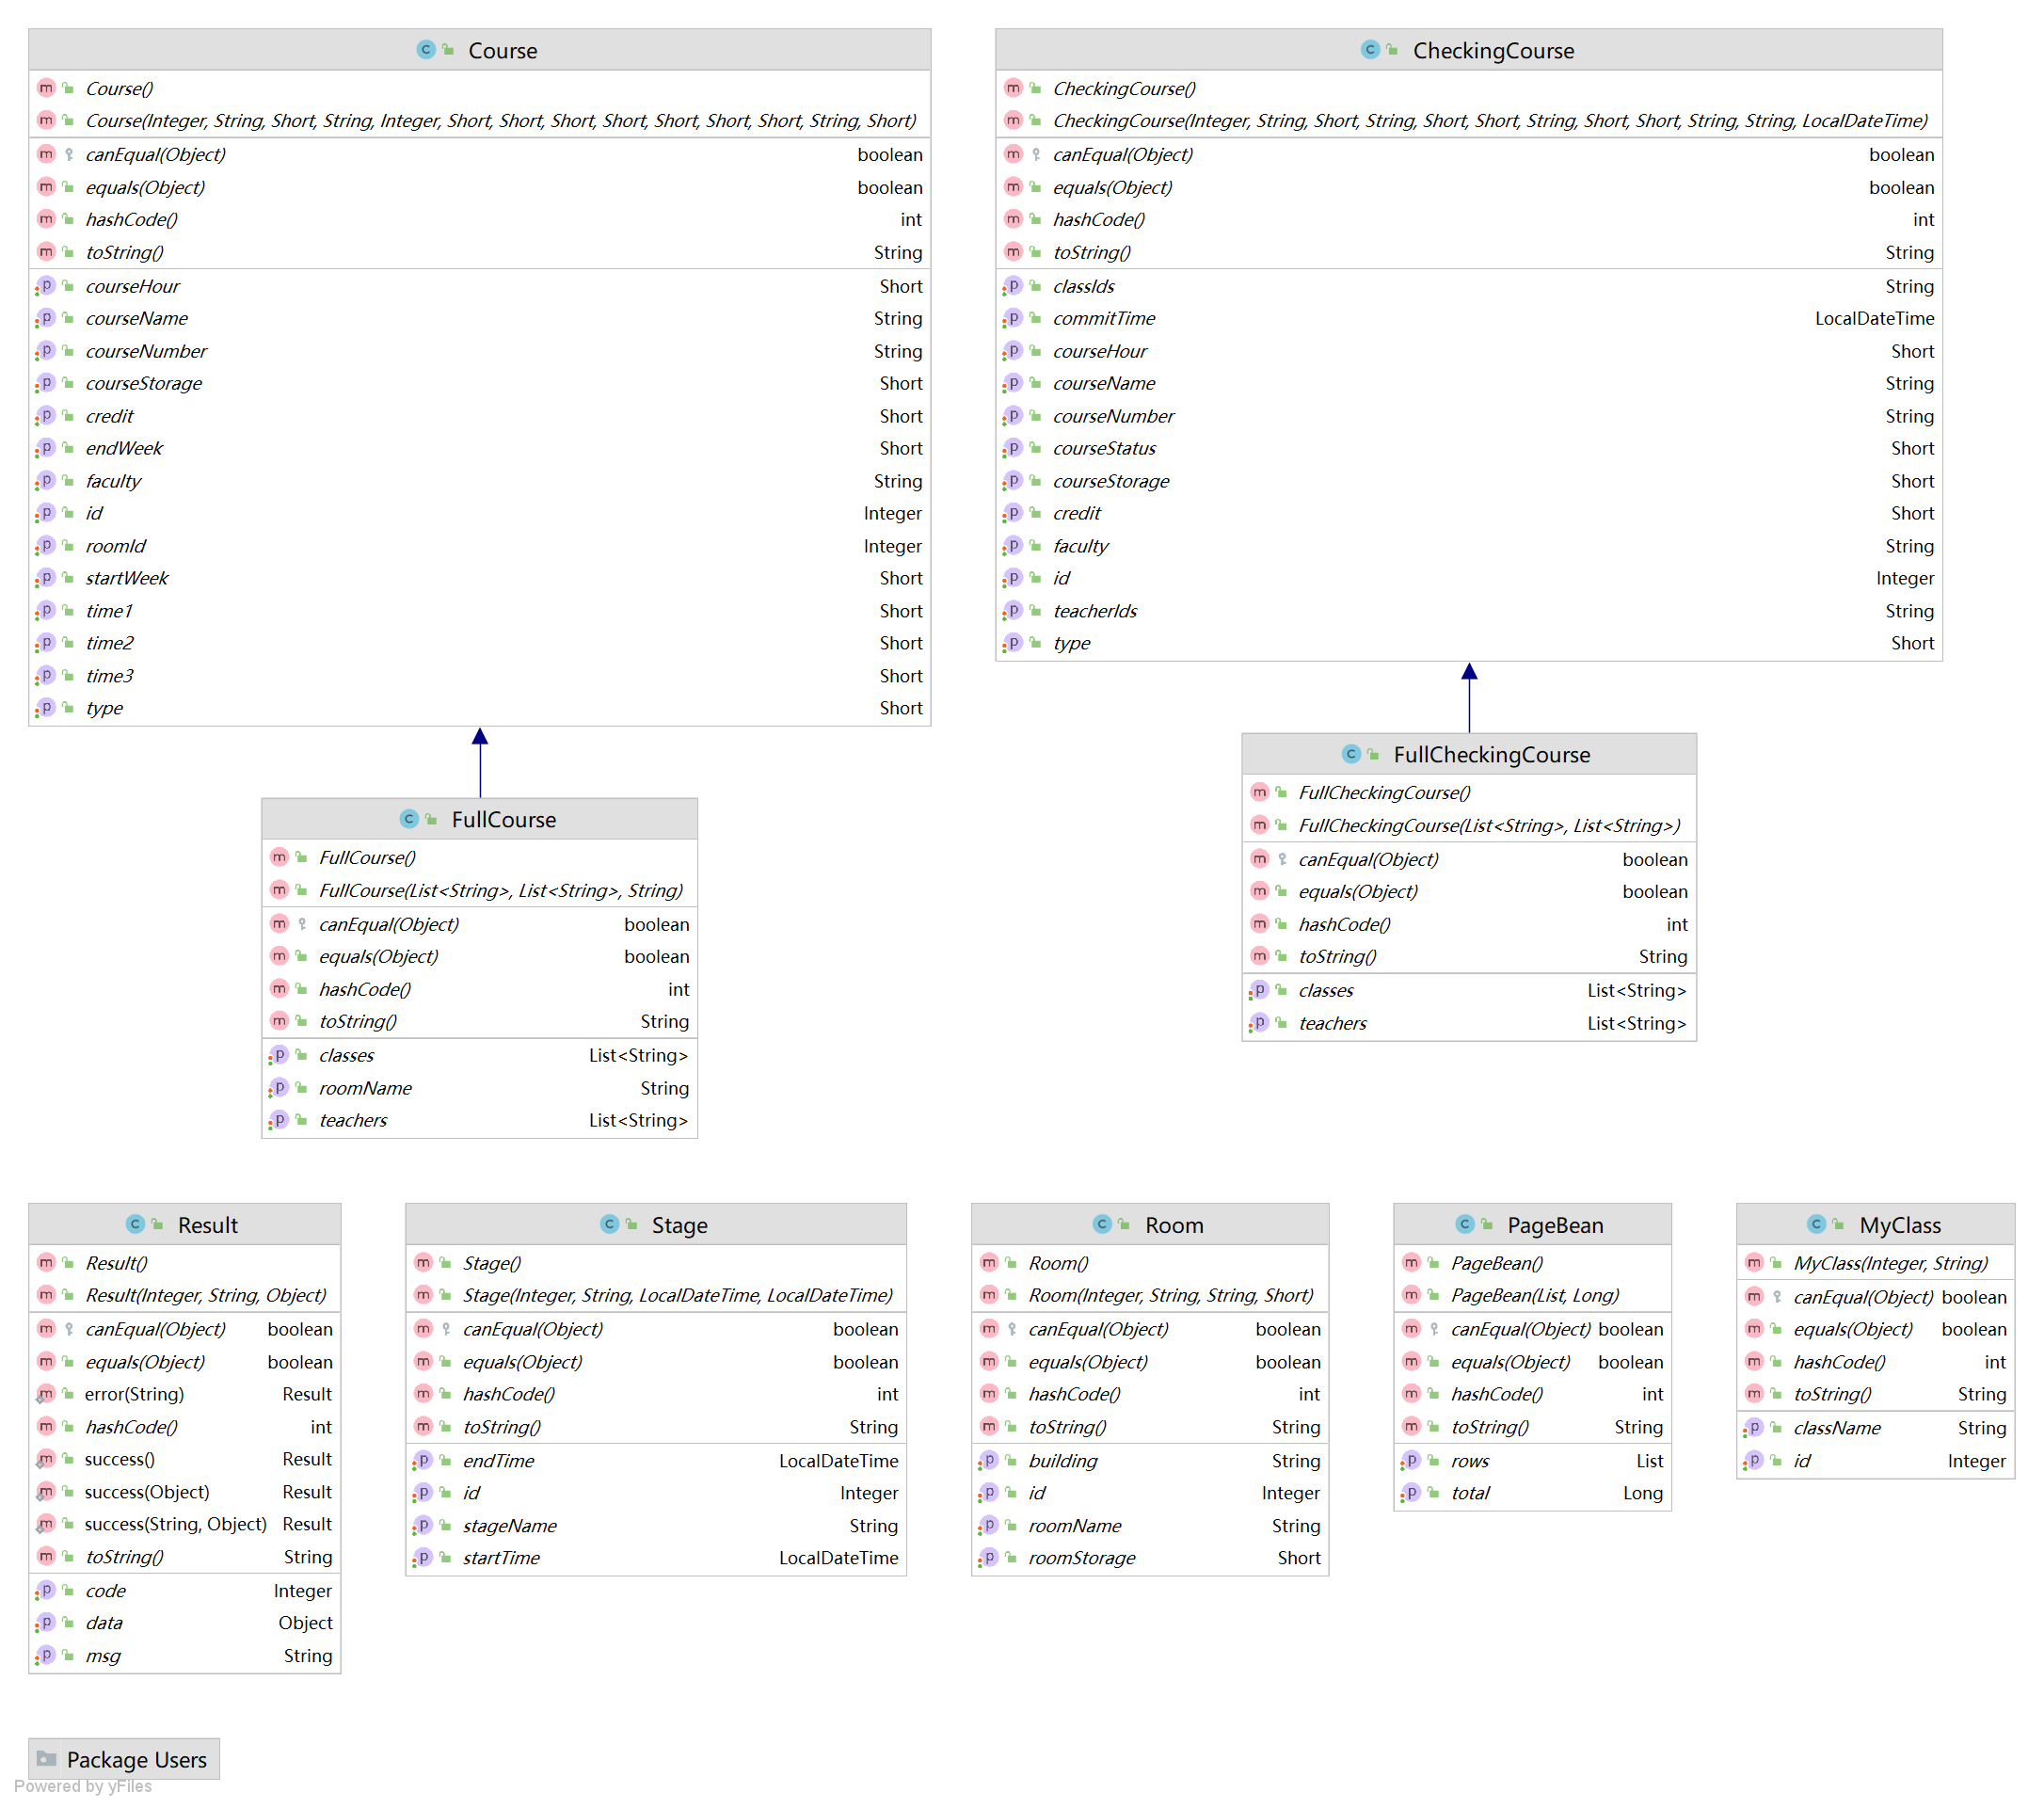 Course
Course()
Course(Integer, String, Short, String, Integer, Short, Short, Short, Short, Short, Short, Short, String, Short)
canEqual(Object) boolean
equals(Object) boolean
hashCode() int
toString() String
courseHour Short
courseName String
courseNumber String
courseStorage Short
credit Short
endWeek Short
faculty String
id Integer
roomId Integer
startWeek Short
time1 Short
time2 Short
time3 Short
type Short
CheckingCourse
CheckingCourse()
CheckingCourse(Integer, String, Short, String, Short, Short, String, Short, Short, String, String, LocalDateTime)
canEqual(Object) boolean
equals(Object) boolean
hashCode() int
toString() String
classIds String
commitTime LocalDateTime
courseHour Short
courseName String
courseNumber String
courseStatus Short
courseStorage Short
credit Short
faculty String
id Integer
teacherIds String
type Short
FullCourse
FullCourse()
FullCourse(List<String>, List<String>, String)
canEqual(Object) boolean
equals(Object) boolean
hashCode() int
toString() String
classes List<String>
roomName String
teachers List<String>
FullCheckingCourse
FullCheckingCourse()
FullCheckingCourse(List<String>, List<String>)
canEqual(Object) boolean
equals(Object) boolean
hashCode() int
toString() String
classes List<String>
teachers List<String>
Result
Result()
Result(Integer, String, Object)
canEqual(Object) boolean
equals(Object) boolean
error(String) Result
hashCode() int
success() Result
success(Object) Result
success(String, Object) Result
toString() String
code Integer
data Object
msg String
Stage
Stage()
Stage(Integer, String, LocalDateTime, LocalDateTime)
canEqual(Object) boolean
equals(Object) boolean
hashCode() int
toString() String
endTime LocalDateTime
id Integer
stageName String
startTime LocalDateTime
Room
Room()
Room(Integer, String, String, Short)
canEqual(Object) boolean
equals(Object) boolean
hashCode() int
toString() String
building String
id Integer
roomName String
roomStorage Short
PageBean
PageBean()
PageBean(List, Long)
canEqual(Object) boolean
equals(Object) boolean
hashCode() int
toString() String
rows List
total Long
MyClass
MyClass(Integer, String)
canEqual(Object) boolean
equals(Object) boolean
hashCode() int
toString() String
className String
id Integer
Package Users
Powered by yFiles